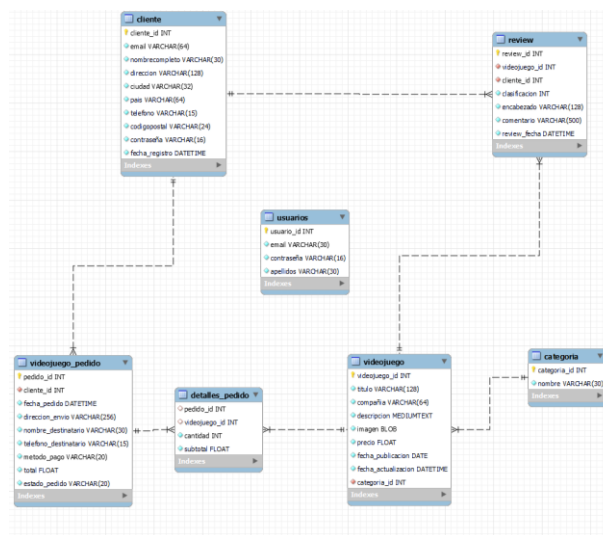 cliente
cliente_id INT
email VARCHAR(64)
nombrecompleto VARCHAR(30)
direccion VARCHAR(128)
ciudad VARCHAR(32)
pais VARCHAR(64)
telefono VARCHAR(15)
codigopostal VARCHAR(24)
contraseña VARCHAR(16)
fecha_registro DATETIME
Indexes
review
review_id INT
videojuego_id INT
cliente_id INT
clasificacion INT
encabezado VARCHAR(128)
comentario VARCHAR(500)
review_fecha DATETIME
Indexes
usuarios
usuario_id INT
email VARCHAR(30)
contraseña VARCHAR(16)
apellidos VARCHAR(30)
Indexes
videojuego_pedido
pedido_id INT
cliente_id INT
fecha_pedido DATETIME
direccion_envio VARCHAR(256)
nombre_destinatario VARCHAR(30)
telefono_destinatario VARCHAR(15)
metodo_pago VARCHAR(20)
total FLOAT
estado_pedido VARCHAR(20)
Indexes
detalles_pedido
pedido_id INT
videojuego_id INT
cantidad INT
subtotal FLOAT
Indexes
videojuego
videojuego_id INT
titulo VARCHAR(128)
compañia VARCHAR(64)
descripcion MEDIUMTEXT
imagen BLOB
precio FLOAT
fecha_publicacion DATE
fecha_actualizacion DATETIME
categoria_id INT
Indexes
categoria
categoria_id INT
nombre VARCHAR(30)
Indexes